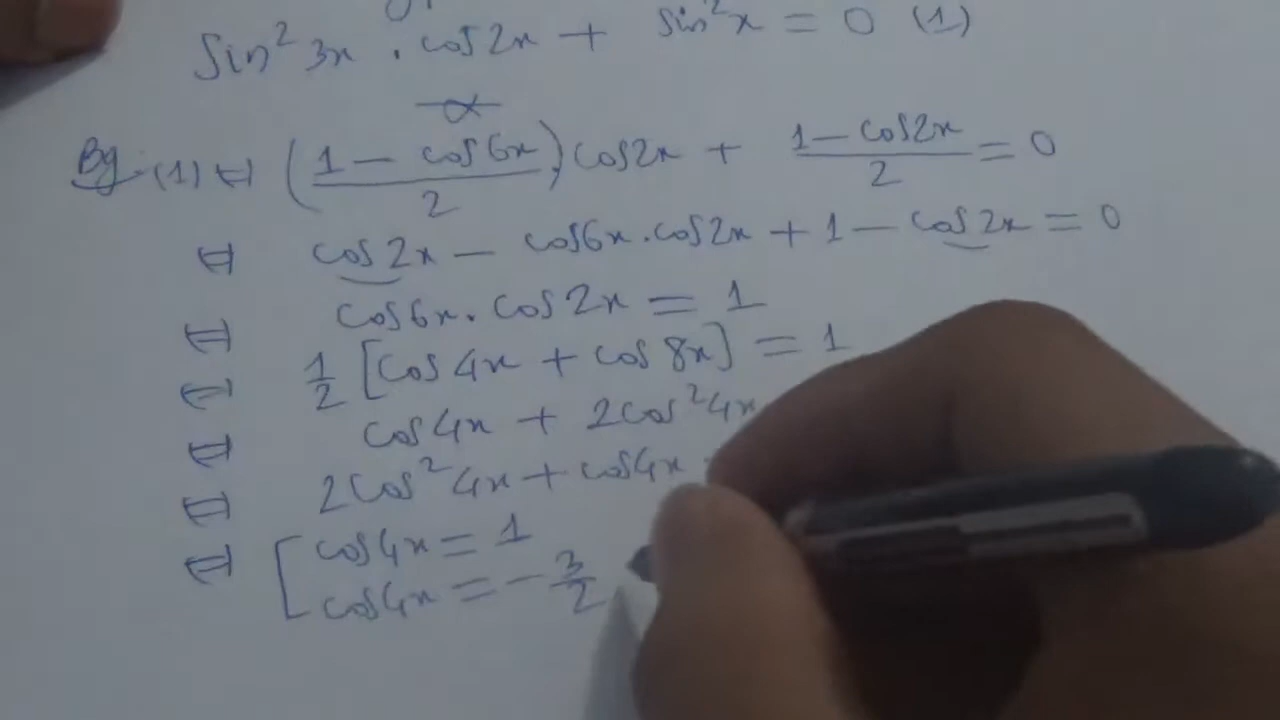 sin²3x . cos2x + sin²x = 0 (1)
Bg: (1) ⇔ (1 - cos6x / 2) . cos2x + 1 - cos2x / 2 = 0
⇔ cos2x - cos6x . cos2x + 1 - cos2x = 0
⇔ cos6x . cos2x = 1
⇔ 1/2 [cos4x + cos8x] = 1
⇔ cos4x + 2cos²4x
⇔ 2cos²4x + cos4x
⇔ [ cos4x = 1
cos4x = - 3/2